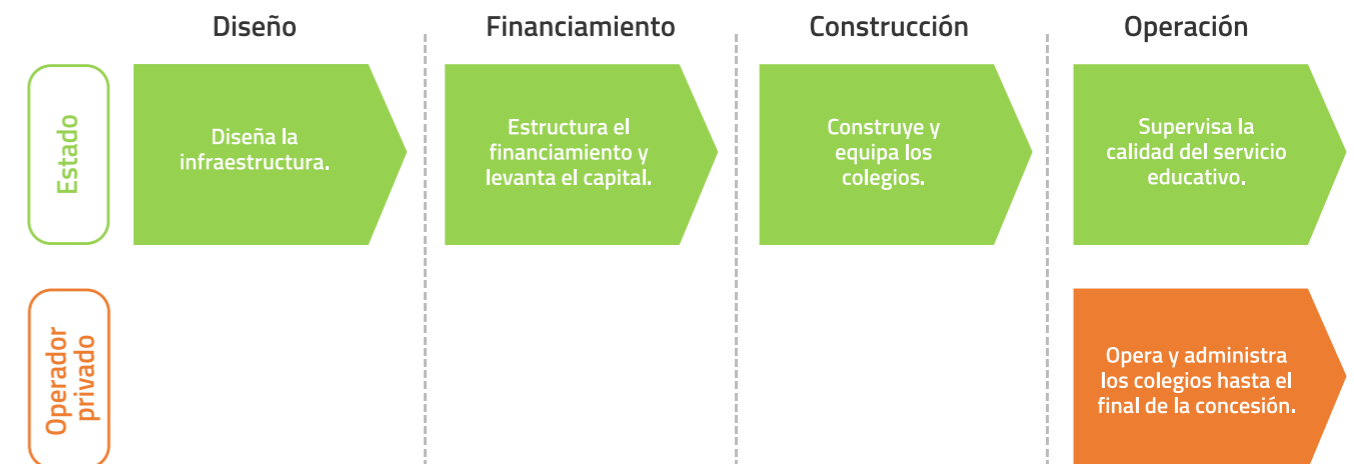 Diseño
Financiamiento
Construcción
Operación
Estado
Diseña la
infraestructura.
Estructura el
financiamiento y
levanta el capital.
Construye y
equipa los
colegios.
Supervisa la
calidad del servicio
educativo.
Operador
privado
Opera y administra
los colegios hasta el
final de la concesión.